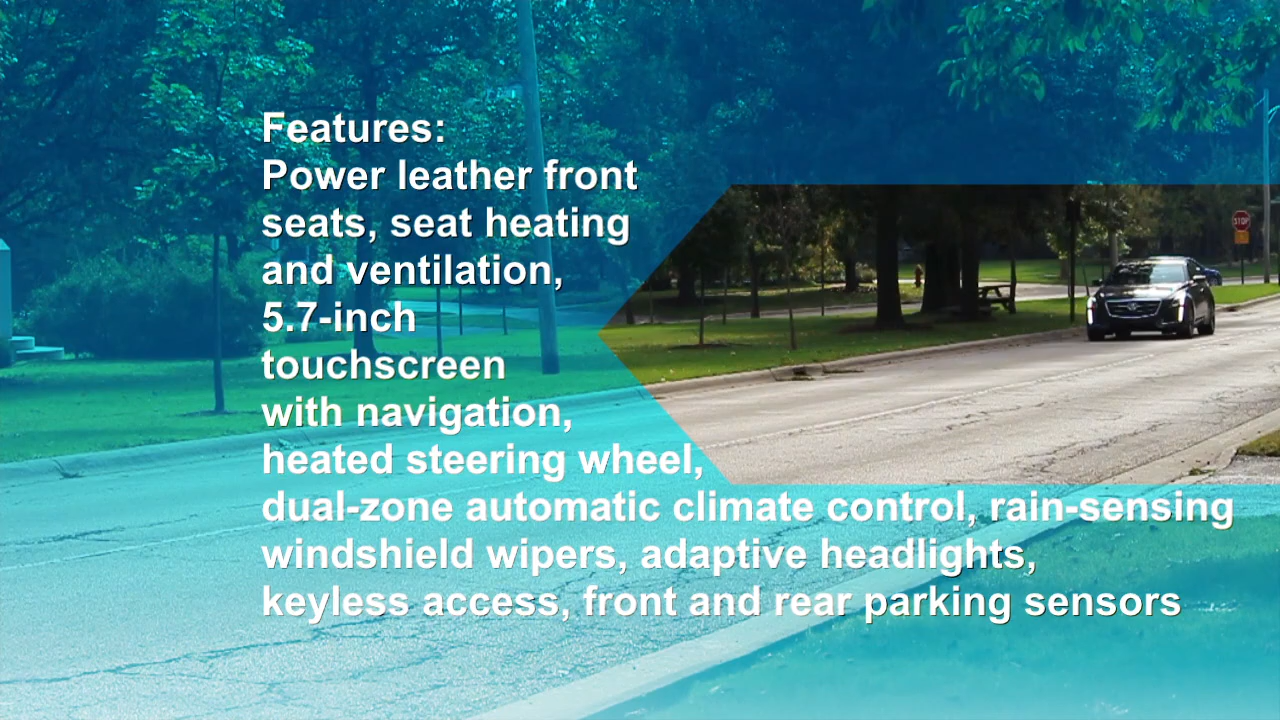 Features:
Power leather front
seats, seat heating
and ventilation,
5.7-inch
touchscreen
with navigation,
heated steering wheel,
dual-zone automatic climate control, rain-sensing
windshield wipers, adaptive headlights,
keyless access, front and rear parking sensors
STOP